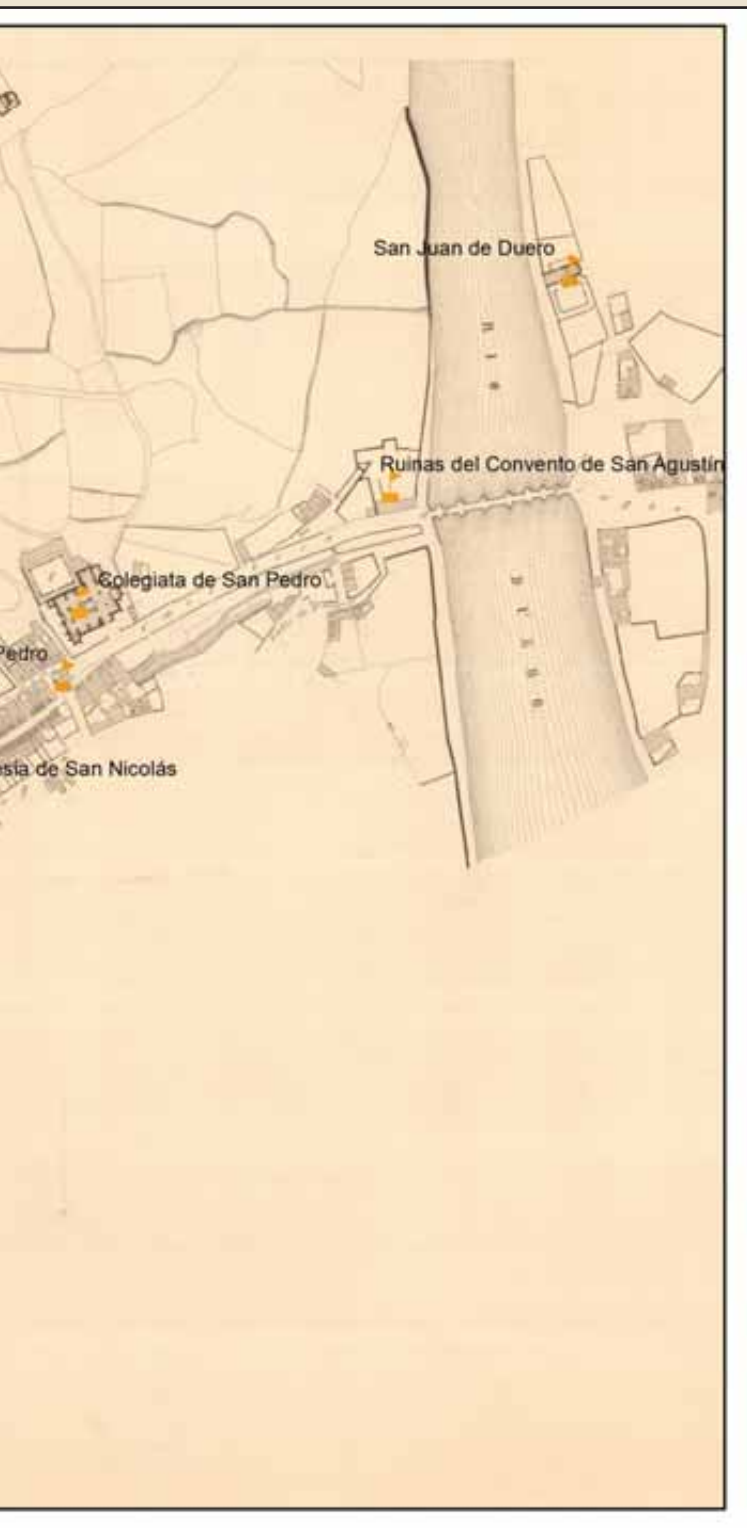 San Juan de Duero
RIO
Ruinas del Convento de San Agustín
Colegiata de San Pedro
Pedro
esia de San Nicolás